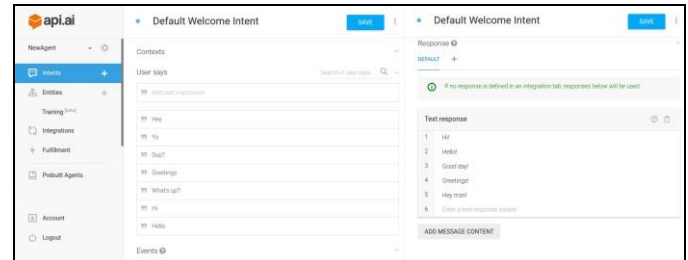 api.ai
NewAgent
Intents
Entities
Training [beta]
Integrations
Fulfillment
Prebuilt Agents
Account
Logout
Default Welcome Intent
SAVE
Contexts
User says
Search in user says
Add user expression
Hey
Yo
Sup?
Greetings
What's up?
Hi
Hello
Events
Default Welcome Intent
SAVE
Response
DEFAULT +
If no response is defined in an integration tab, responses below will be used.
Text response
1 Hi!
2 Hello!
3 Good day!
4 Greetings!
5 Hey man!
6 Enter a text response variant
ADD MESSAGE CONTENT